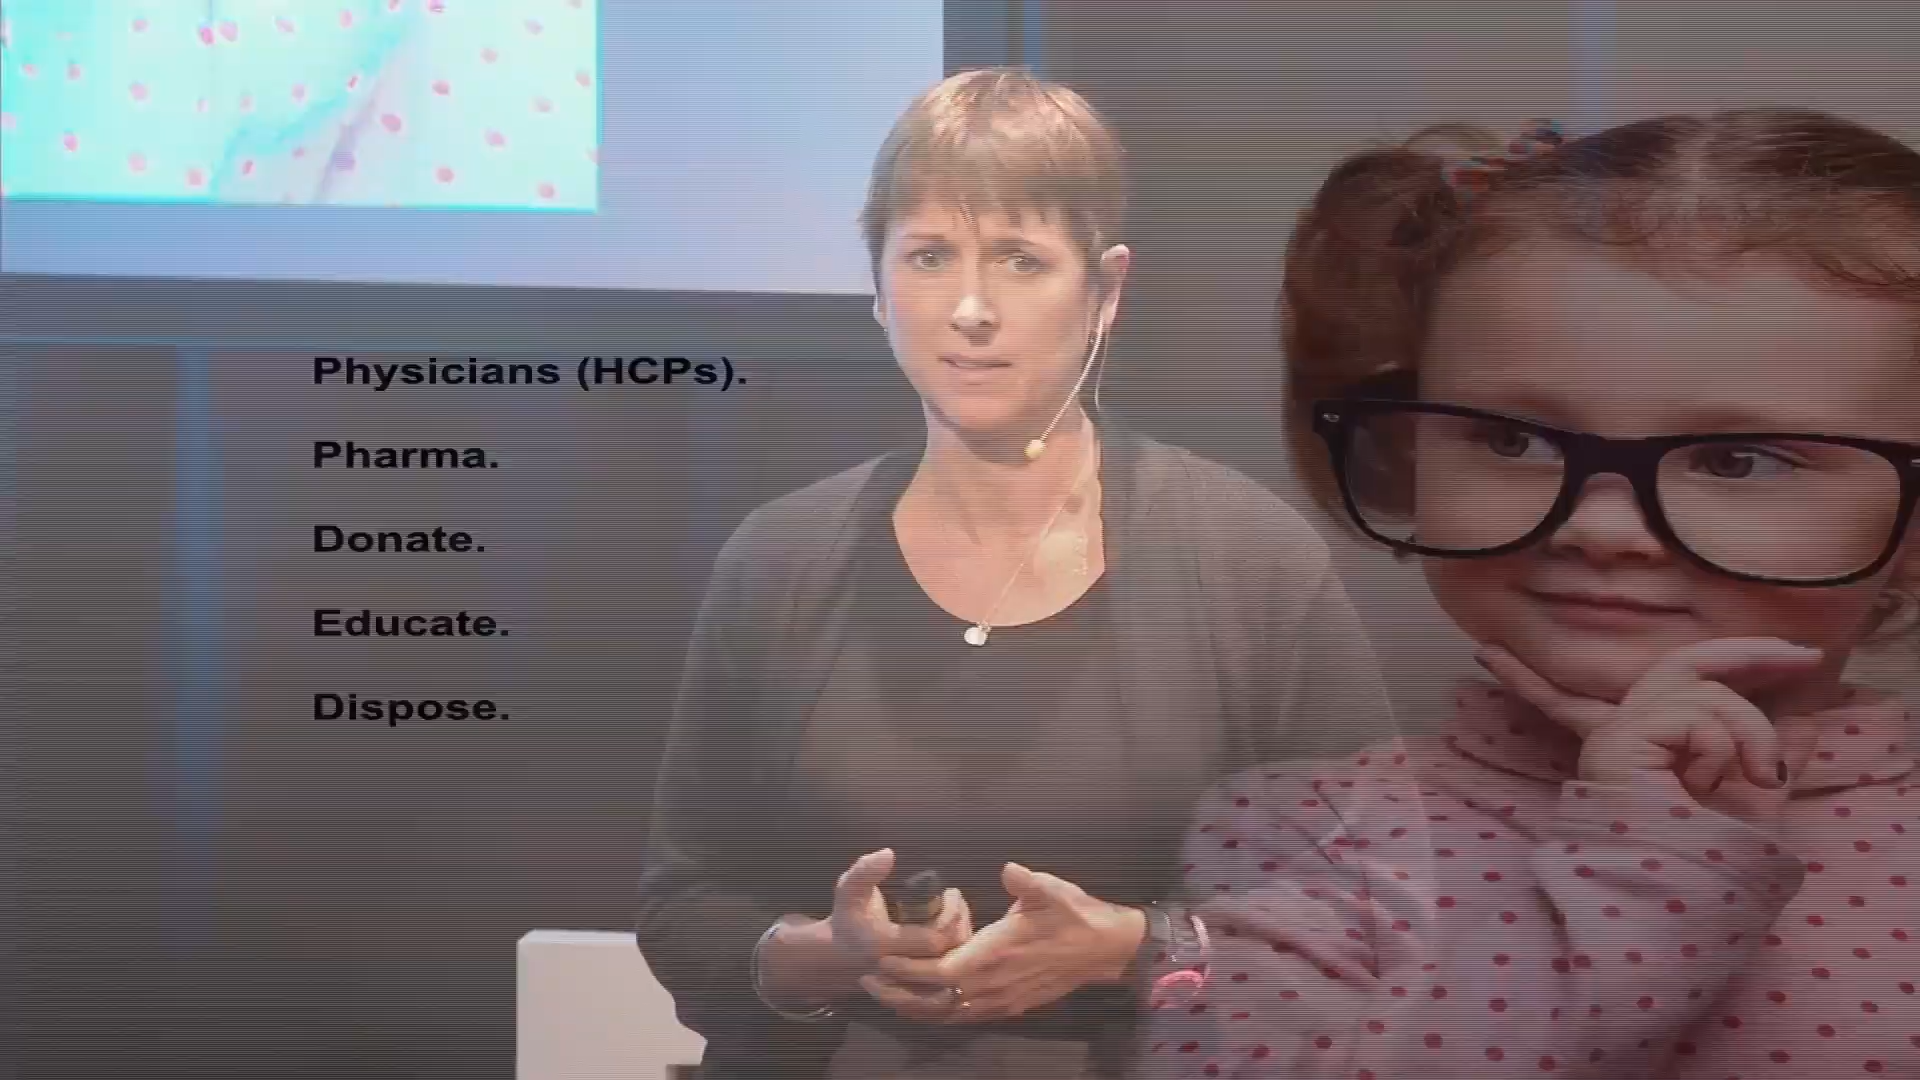 Physicians (HCPs).
Pharma.
Donate.
Educate.
Dispose.